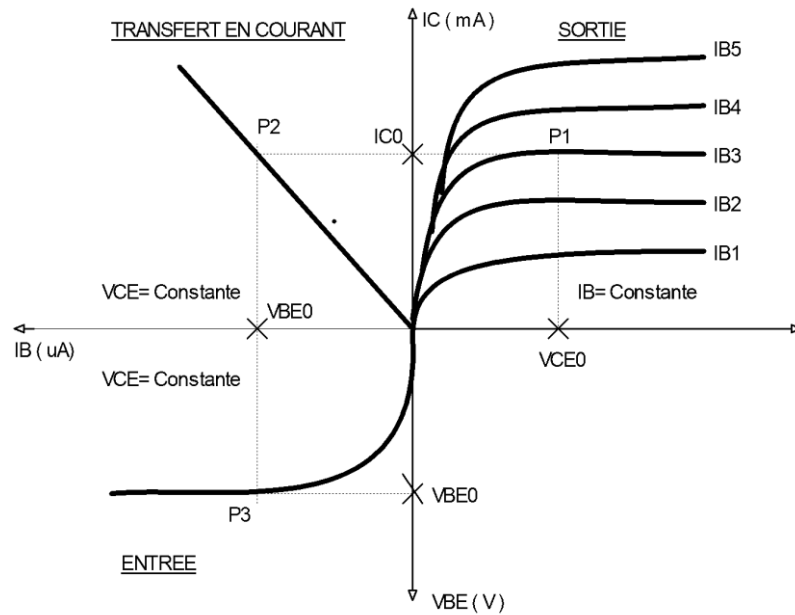 TRANSFERT EN COURANT
IC ( mA)
SORTIE
IB5
IB4
P2
IC0
P1
IB3
IB2
IB1
VCE= Constante
VBE0
IB= Constante
IB ( uA)
VCE0
VCE= Constante
VBE0
P3
ENTREE
VBE ( V )